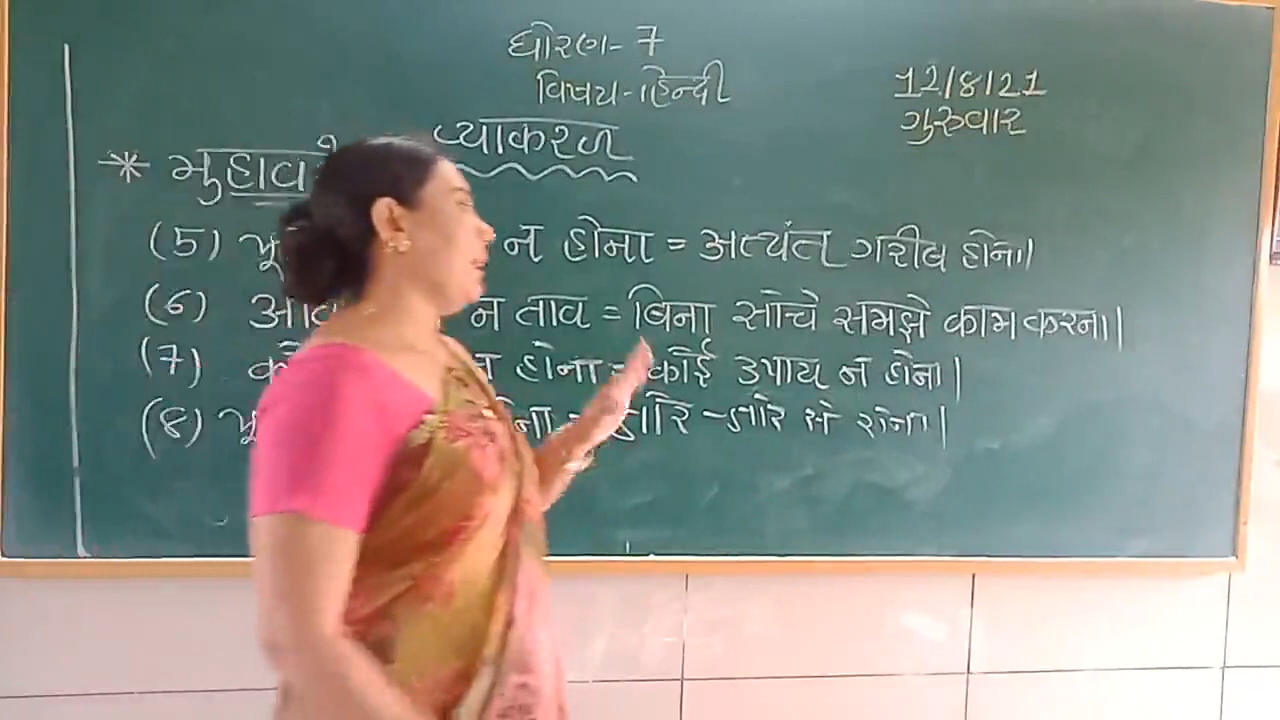 ધોરણ- 7
વિષય-હિન્દી
12/8/21
ગુરુવાર
व्याकरण
* मुहाव
(5) न होना = अत्यंत गरीब होना।
(6) न ताव = बिना सोचे समझे काम करना।
(7) न होना = कोई उपाय न होना।
(8) जोर-जोर से रोना।